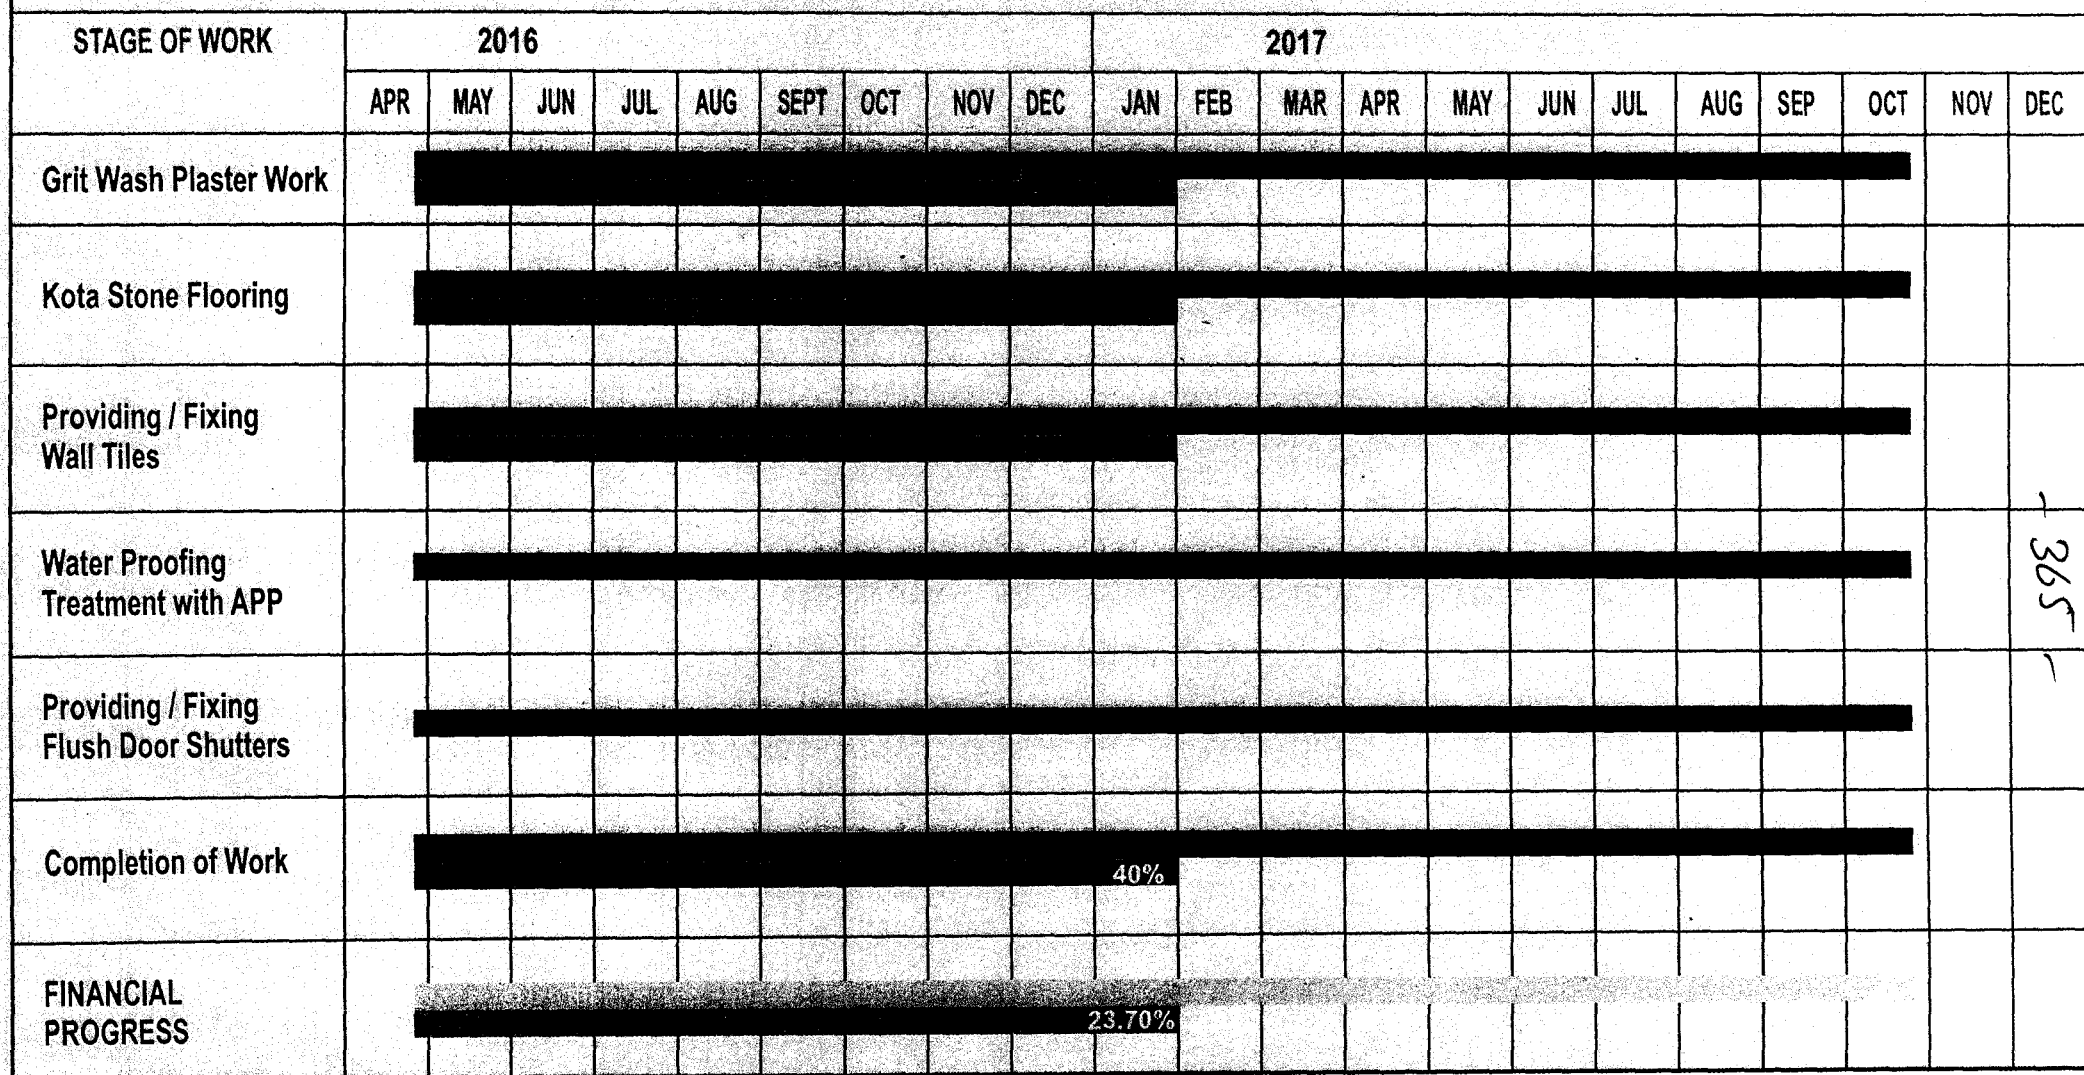 STAGE OF WORK 2016 2017
APR MAY JUN JUL AUG SEPT OCT NOV DEC JAN FEB MAR APR MAY JUN JUL AUG SEP OCT NOV DEC
Grit Wash Plaster Work
Kota Stone Flooring
Providing / Fixing
Wall Tiles
Water Proofing
Treatment with APP
Providing / Fixing
Flush Door Shutters
Completion of Work
40%
FINANCIAL
PROGRESS
23.70%
- 365 -